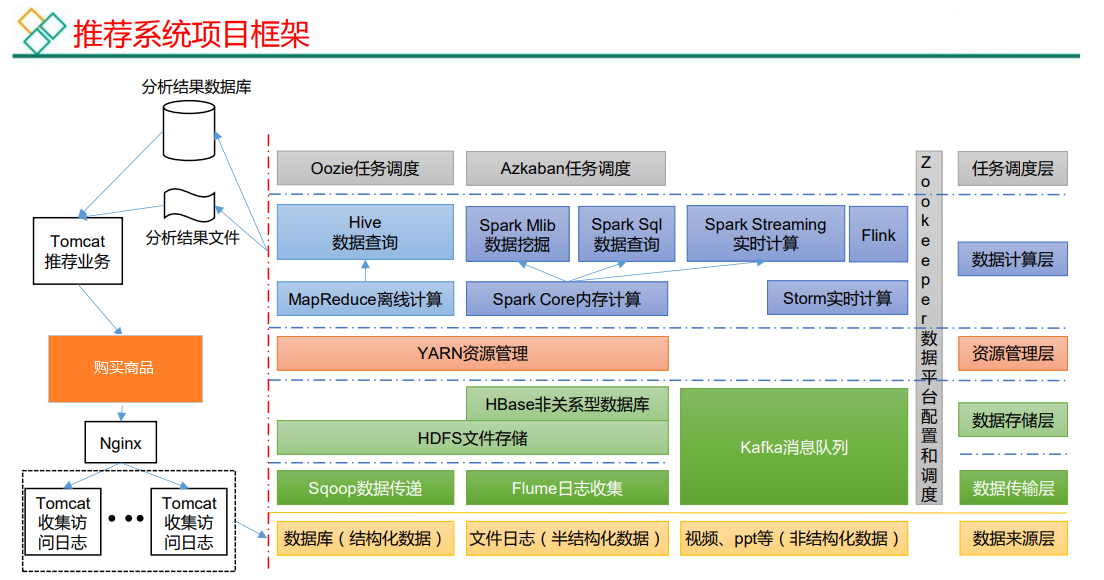 推荐系统项目框架
分析结果数据库
分析结果文件
Tomcat
推荐业务
购买商品
Nginx
Tomcat
收集访
问日志
Tomcat
收集访
问日志
Oozie任务调度
Azkaban任务调度
任务调度层
Hive
数据查询
Spark Mlib
数据挖掘
Spark Sql
数据查询
Spark Streaming
实时计算
Flink
数据计算层
MapReduce离线计算
Spark Core内存计算
Storm实时计算
YARN资源管理
资源管理层
HBase非关系型数据库
HDFS文件存储
Kafka消息队列
数据存储层
Sqoop数据传递
Flume日志收集
数据传输层
数据库（结构化数据）
文件日志（半结构化数据）
视频、ppt等（非结构化数据）
数据来源层
Zookeeper数据平台配置和调度